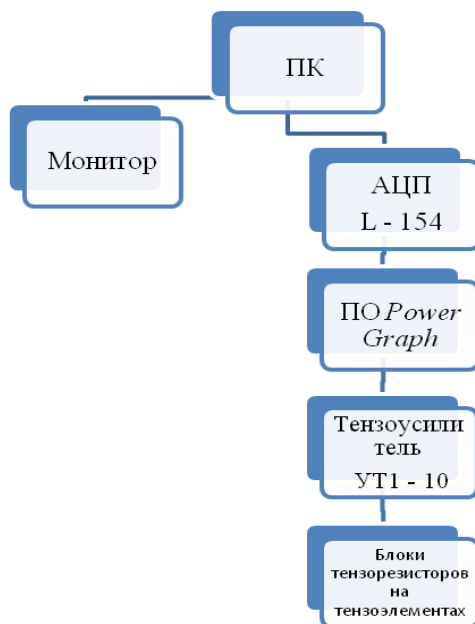 ПК
Монитор
АЦП
L - 154
ПО Power
Graph
Тензоусили
тель
УТ1 - 10
Блоки
тензорезисторов
на
тензоэлементах